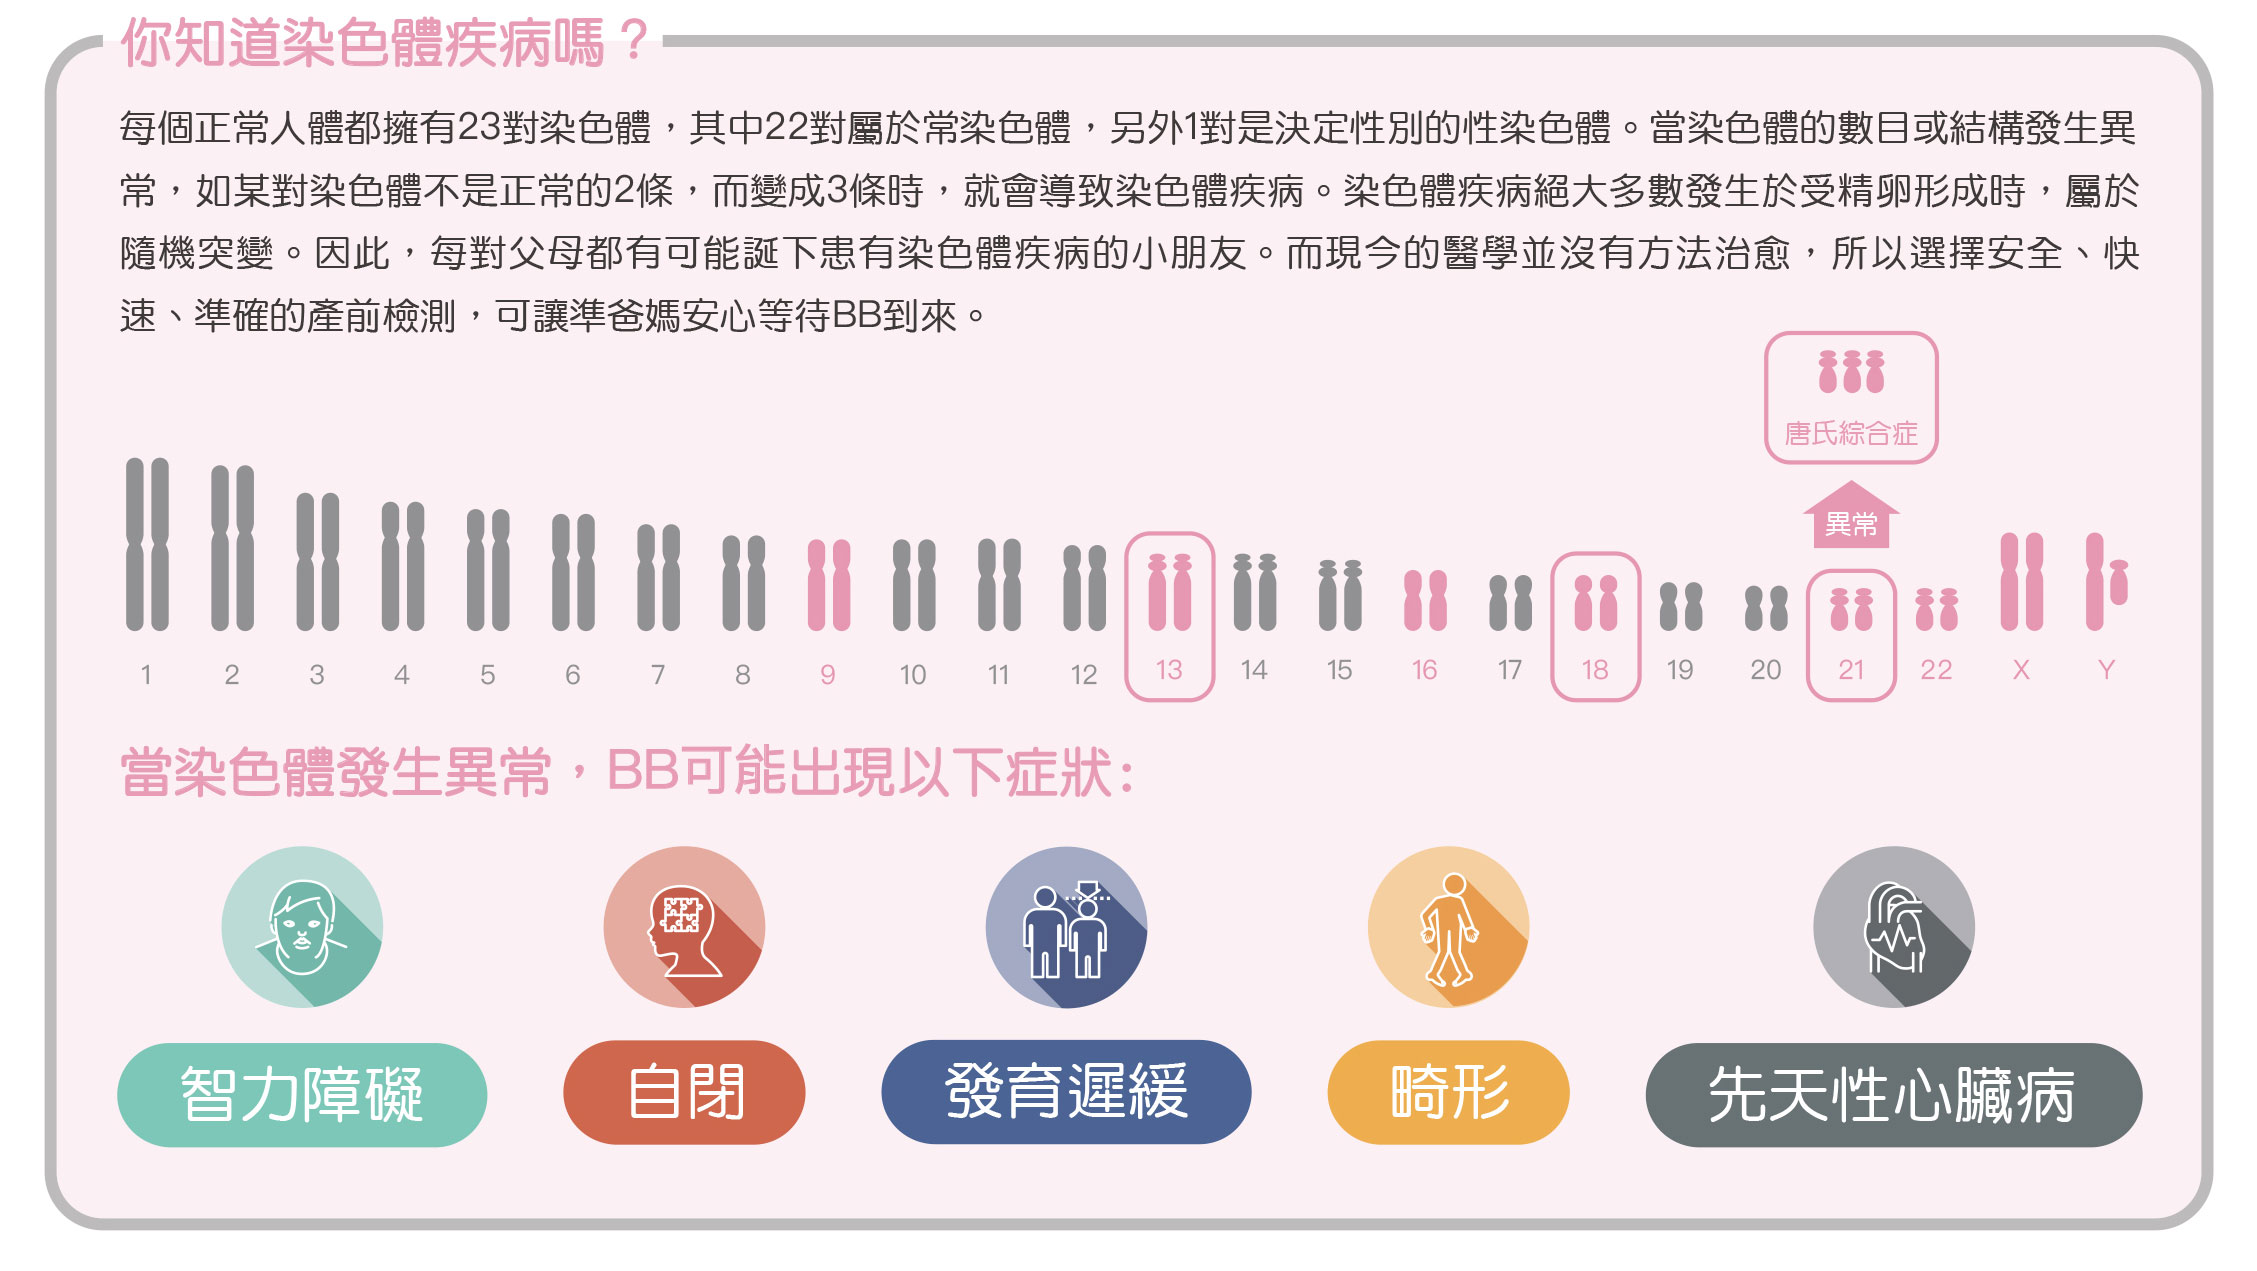 你知道染色體疾病嗎？
每個正常人體都擁有23對染色體，其中22對屬於常染色體，另外1對是決定性別的性染色體。當染色體的數目或結構發生異
常，如某對染色體不是正常的2條，而變成3條時，就會導致染色體疾病。染色體疾病絕大多數發生於受精卵形成時，屬於
隨機突變。因此，每對父母都有可能誕下患有染色體疾病的小朋友。而現今的醫學並沒有方法治愈，所以選擇安全、快
速、準確的產前檢測，可讓準爸媽安心等待BB到來。
唐氏綜合症
異常
1 2 3 4 5 6 7 8 9 10 11 12 13 14 15 16 17 18 19 20 21 22 X Y
當染色體發生異常，BB可能出現以下症狀:
智力障礙 自閉 發育遲緩 畸形 先天性心臟病